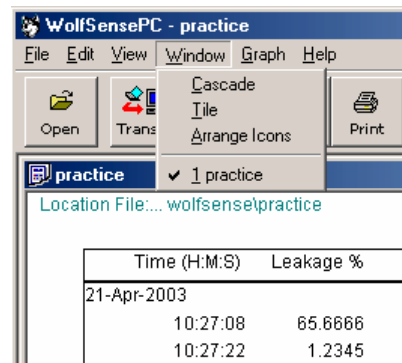 WolfSensePC - practice
File Edit View Window Graph Help
Cascade
Tile
Arrange Icons
1 practice
Open Trans Print
practice
Location File:... wolfsense\practice
Time (H:M:S) Leakage %
21-Apr-2003
10:27:08 65.6666
10:27:22 1.2345